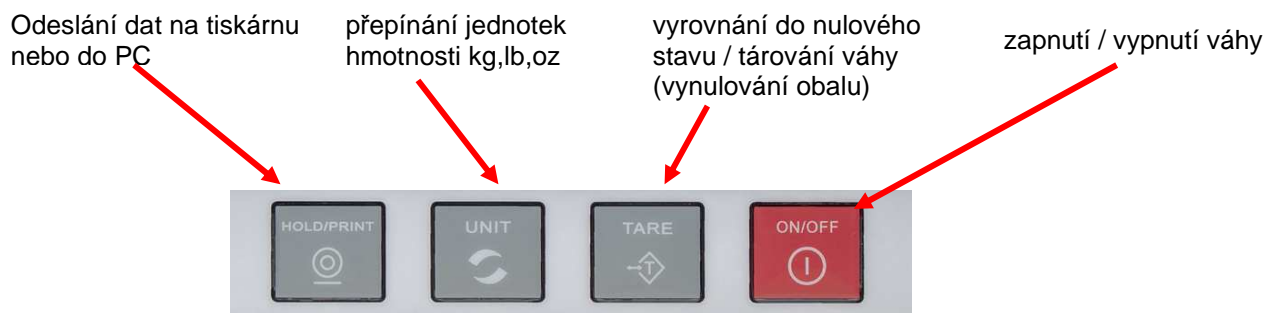 Odeslání dat na tiskárnu
nebo do PC
přepínání jednotek
hmotnosti kg,lb,oz
vyrovnání do nulového
stavu / tárování váhy
(vynulování obalu)
zapnutí / vypnutí váhy
HOLD/PRINT
UNIT
TARE
T
ON/OFF